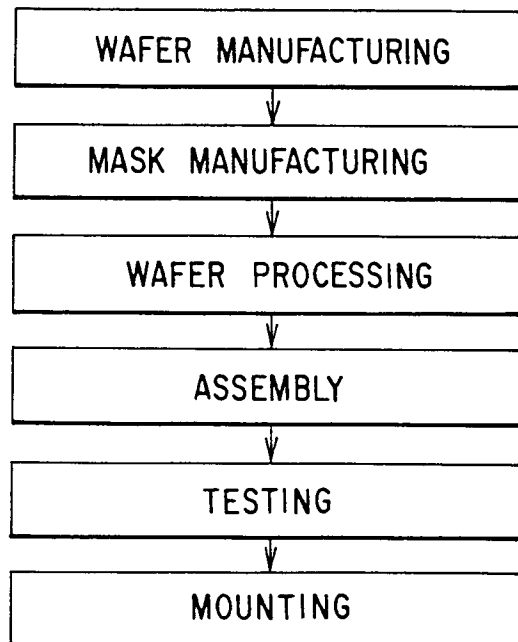 WAFER MANUFACTURING
MASK MANUFACTURING
WAFER PROCESSING
ASSEMBLY
TESTING
MOUNTING